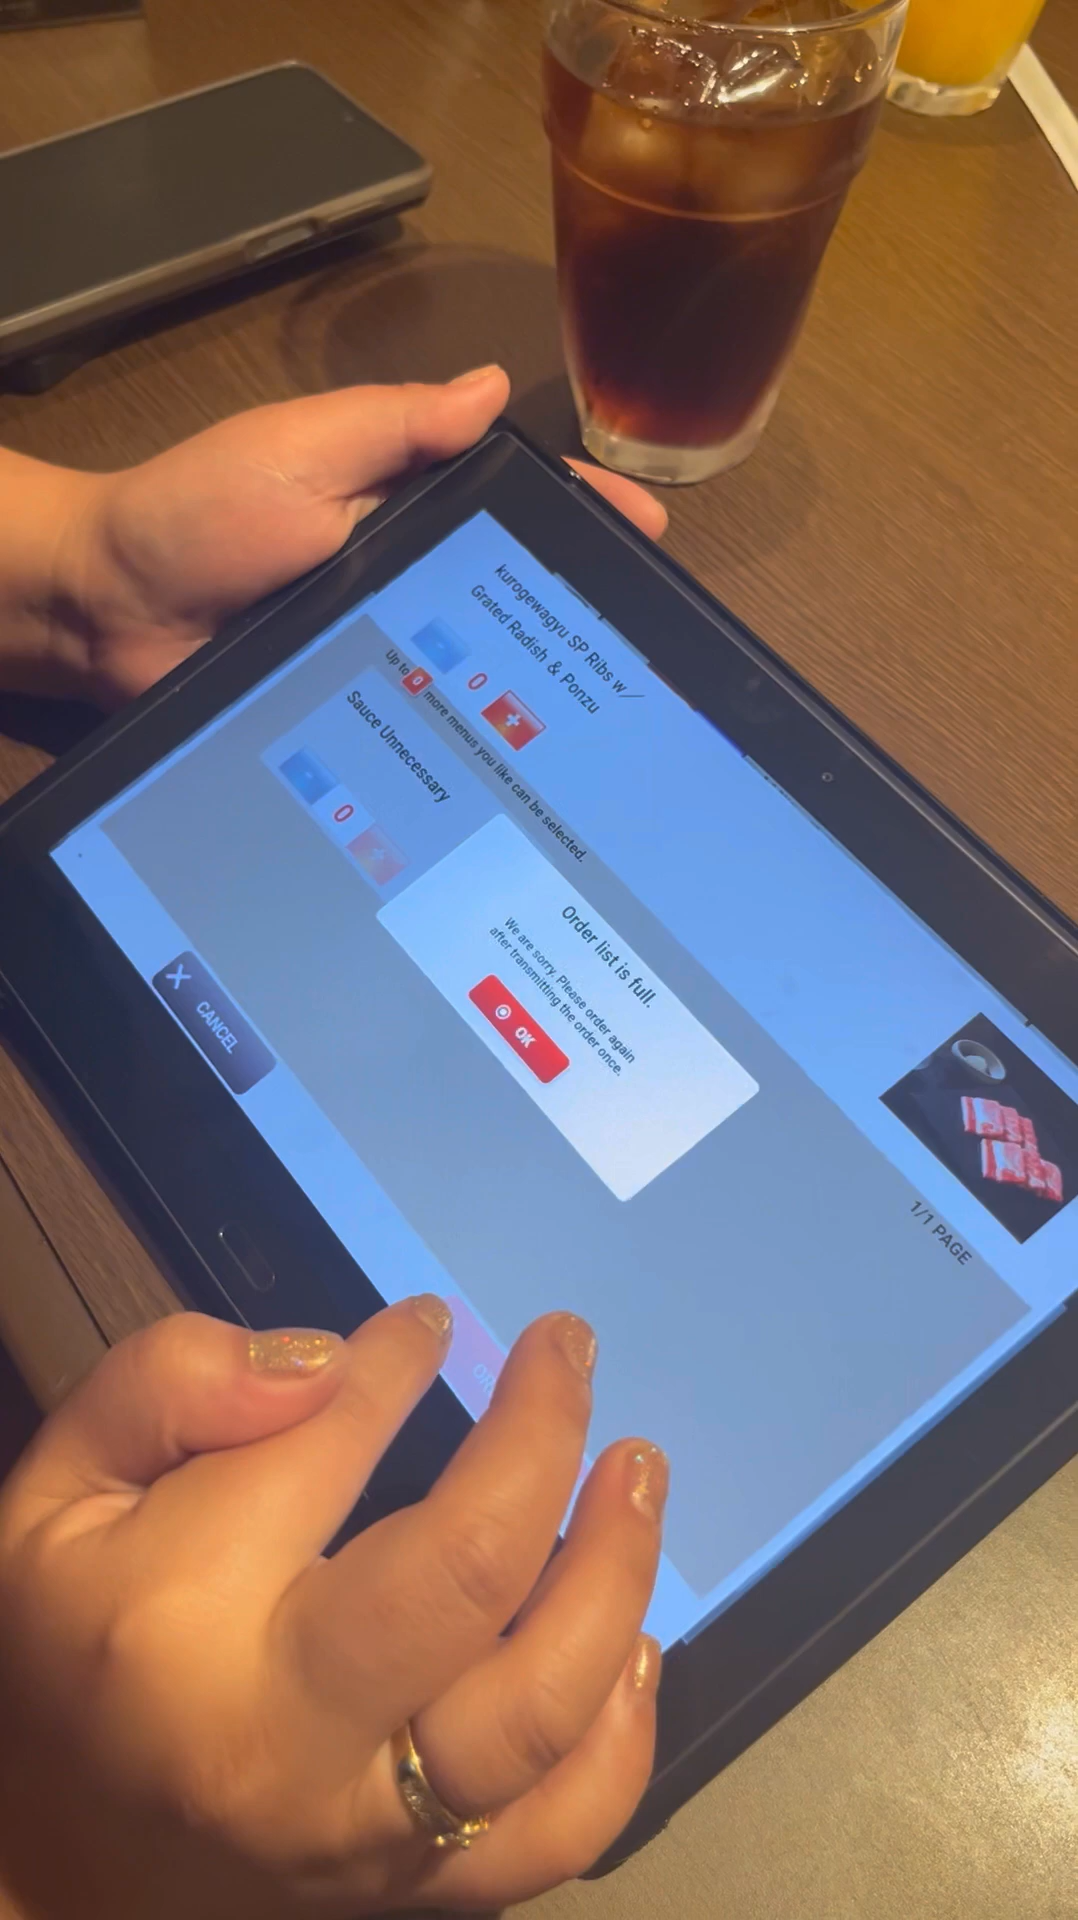 kurogewagyu SP Ribs w/
Grated Radish & Ponzu
0
+
Up to 0 more menus you like can be selected.
Sauce Unnecessary
0
Order list is full.
We are sorry. Please order again
after transmitting the order once.
OK
CANCEL
1/1 PAGE